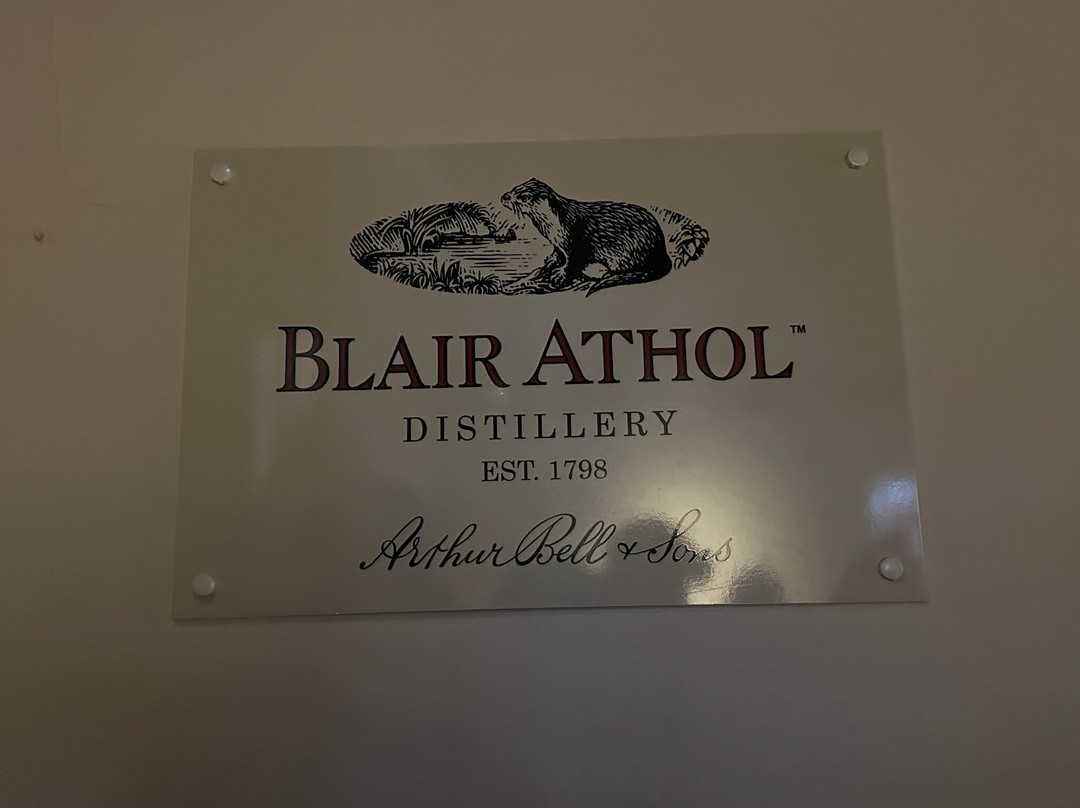 BLAIR ATHOL™
DISTILLERY
EST. 1798
Arthur Bell & Sons